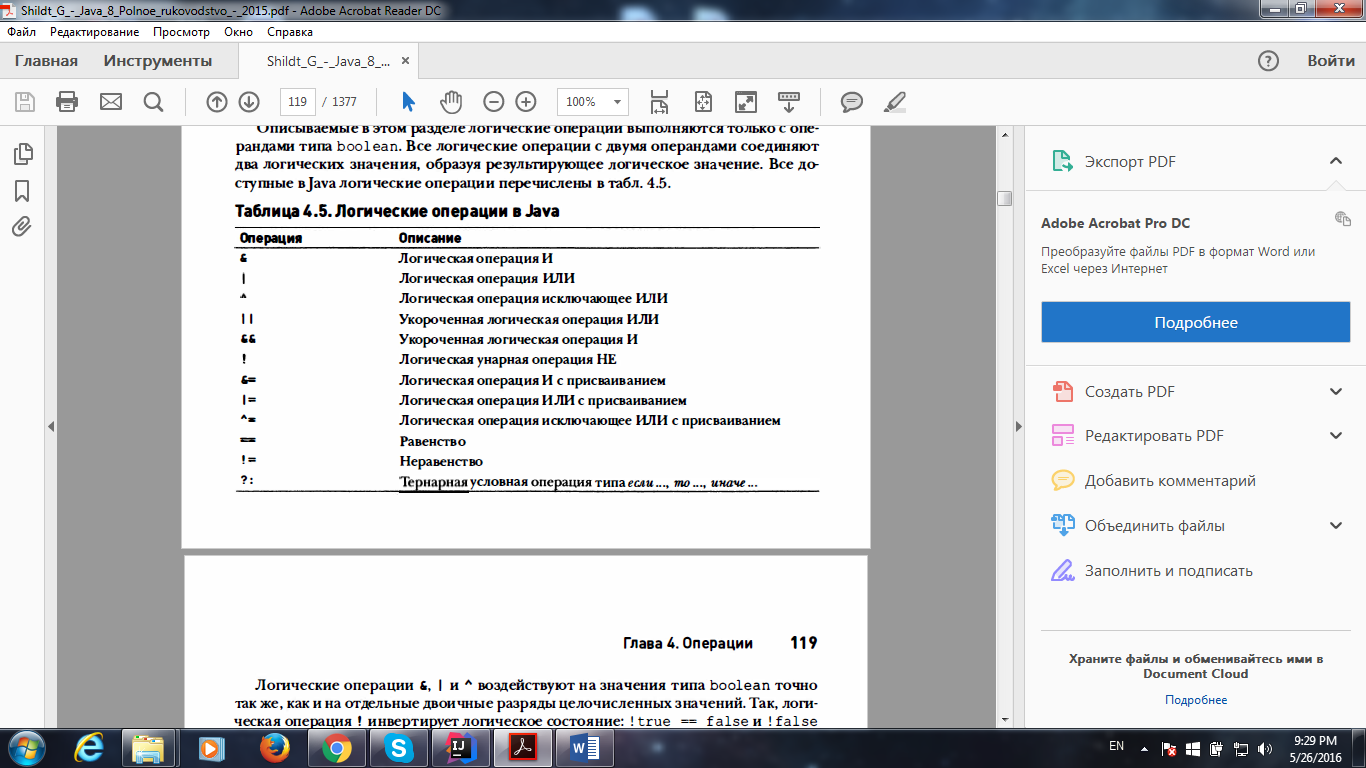 Shildt_G_-_Java_8_Polnoe_rukovodstvo_-_2015.pdf - Adobe Acrobat Reader DC
Файл Редактирование Просмотр Окно Справка
Главная Инструменты Shildt_G_-_Java_8_... × ? Войти
119 / 1377 100%
Описываемые в этом разделе логические операции выполняются только с опе-
рандами типа boolean. Все логические операции с двумя операндами соединяют
два логических значения, образуя результирующее логическое значение. Все до-
ступные в Java логические операции перечислены в табл. 4.5.
Таблица 4.5. Логические операции в Java
Операция Описание
& Логическая операция И
| Логическая операция ИЛИ
^ Логическая операция исключающее ИЛИ
|| Укороченная логическая операция ИЛИ
&& Укороченная логическая операция И
! Логическая унарная операция НЕ
&= Логическая операция И с присваиванием
|= Логическая операция ИЛИ с присваиванием
^= Логическая операция исключающее ИЛИ с присваиванием
== Равенство
!= Неравенство
?: Тернарная условная операция типа если ..., то ..., иначе ...
Глава 4. Операции 119
Логические операции &, | и ^ воздействуют на значения типа boolean точно
так же, как и на отдельные двоичные разряды целочисленных значений. Так, логи-
ческая операция ! инвертирует логическое состояние: !true == false и !false
Экспорт PDF
Adobe Acrobat Pro DC
Преобразуйте файлы PDF в формат Word или
Excel через Интернет
Подробнее
Создать PDF
Редактировать PDF
Добавить комментарий
Объединить файлы
Заполнить и подписать
Храните файлы и обменивайтесь ими в
Document Cloud
Подробнее
EN 9:29 PM
5/26/2016